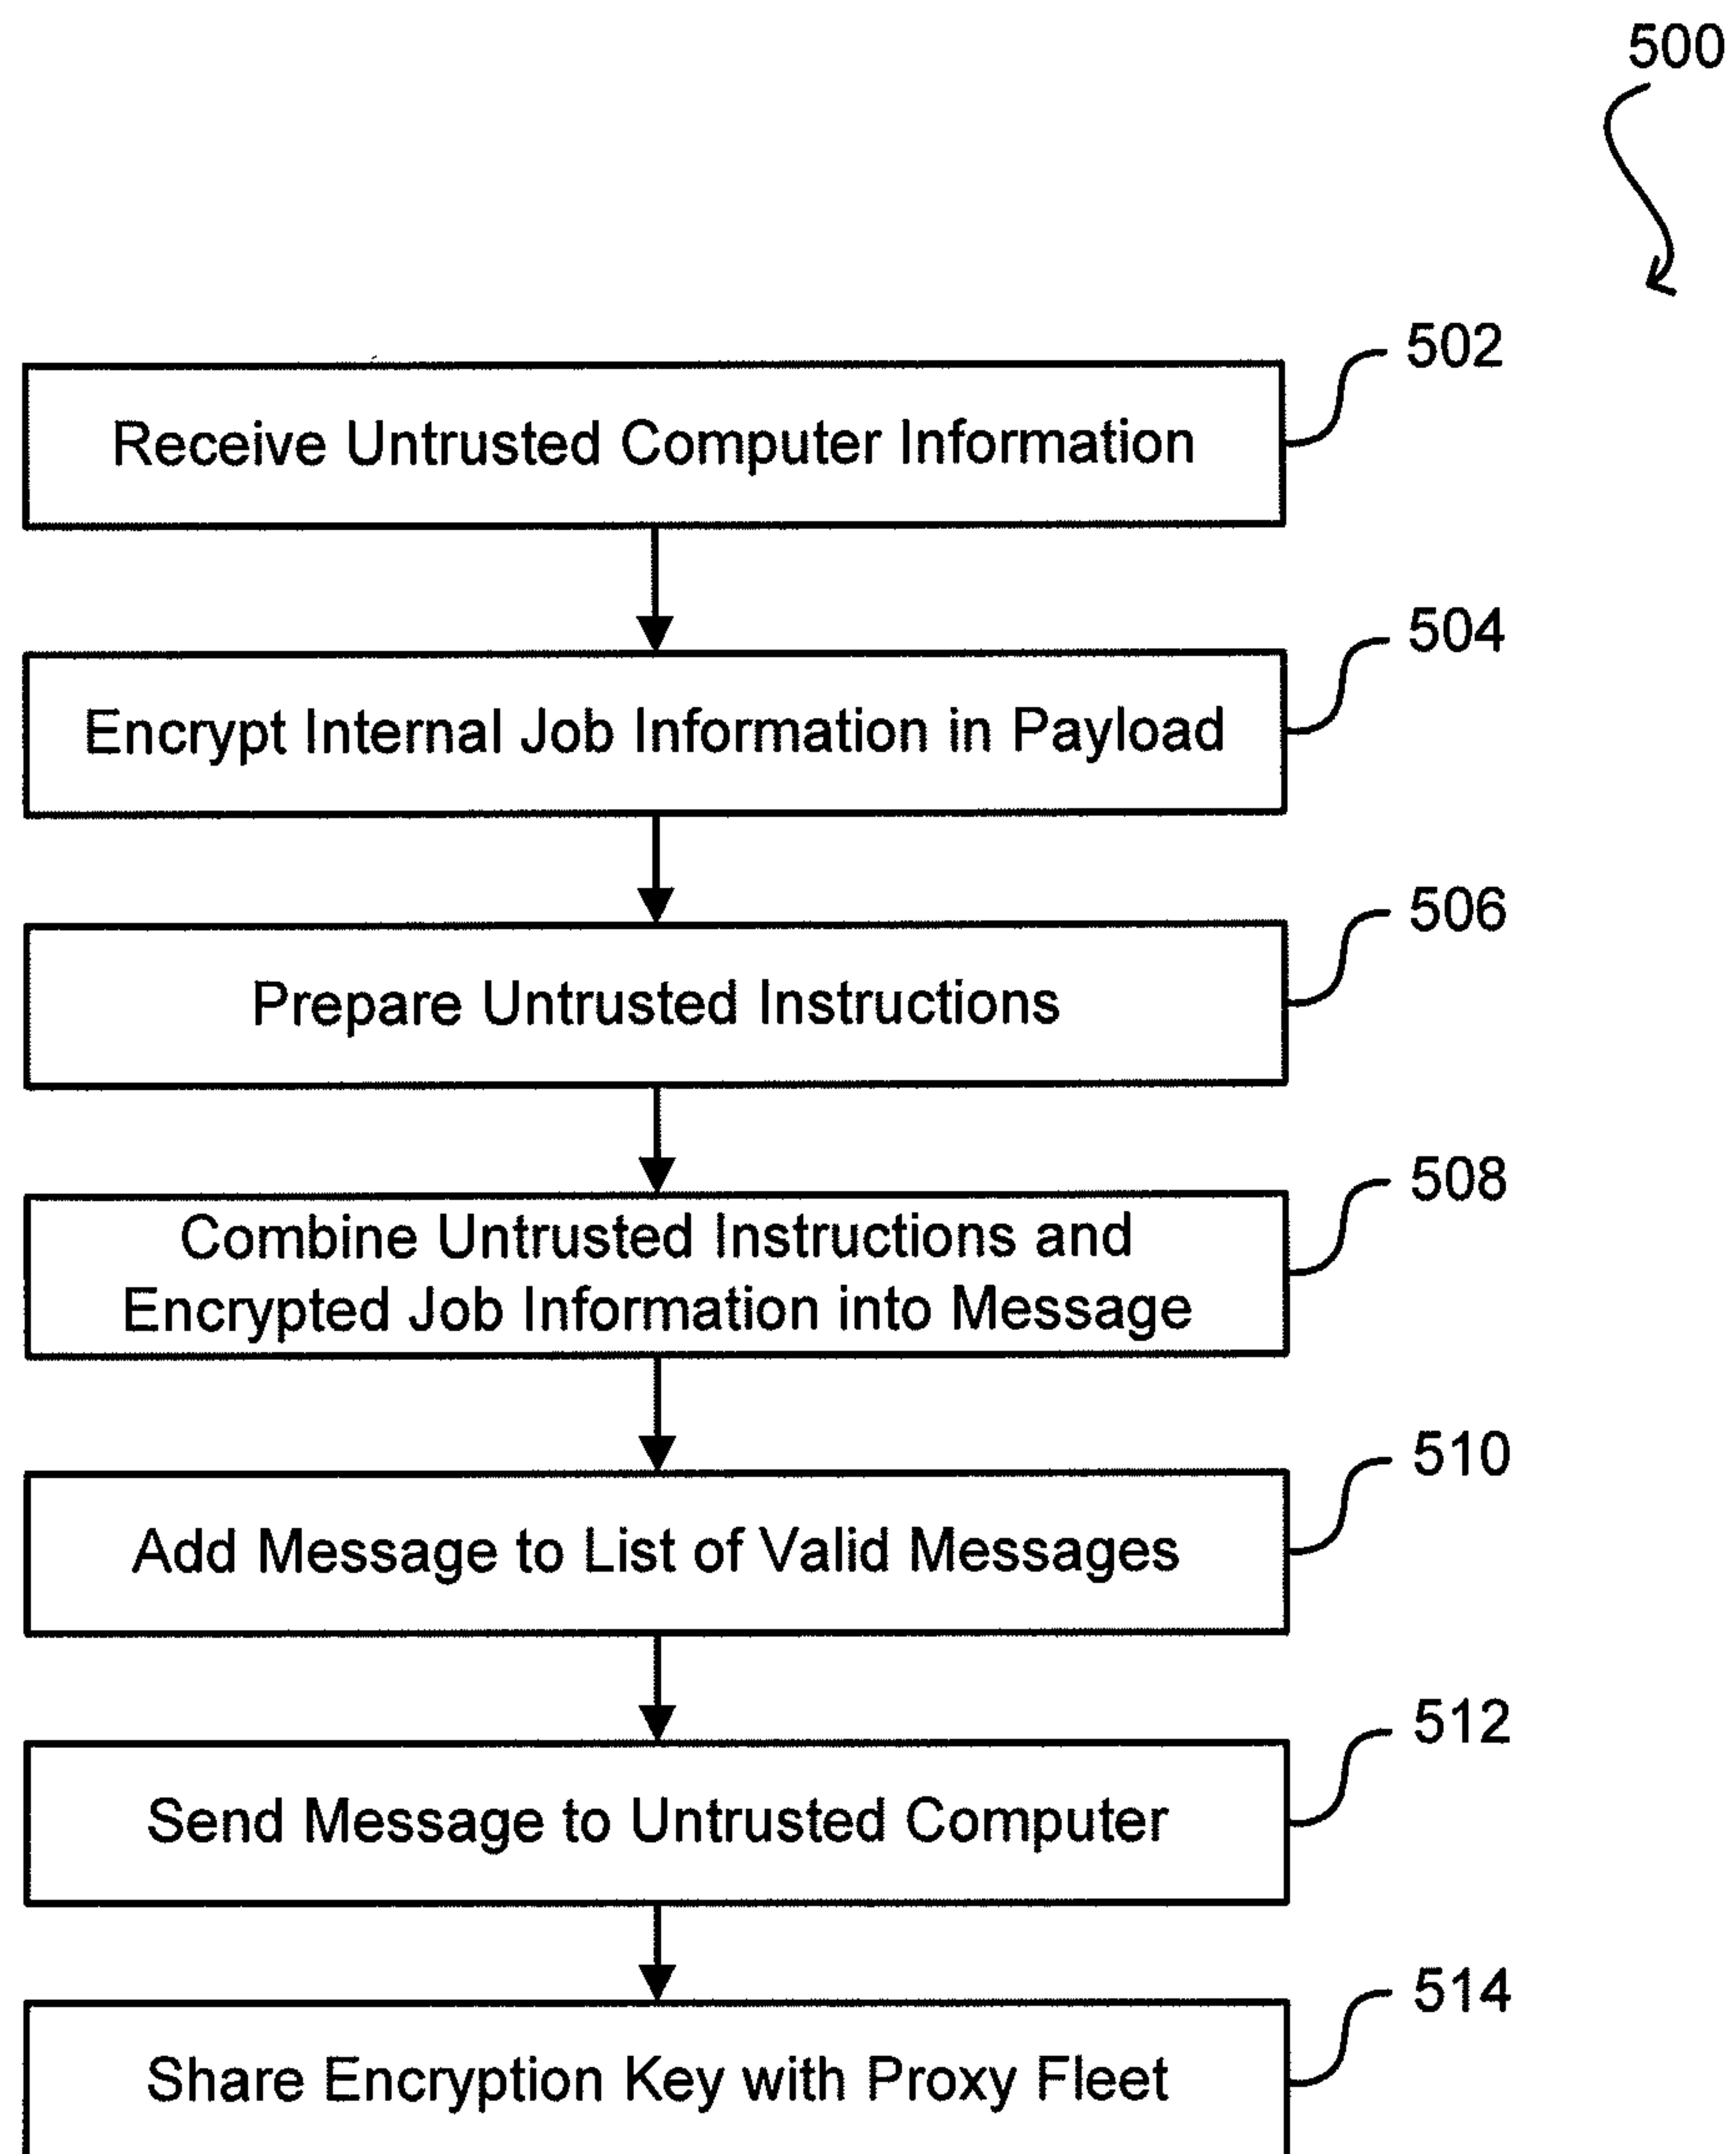 500
Receive Untrusted Computer Information
502
Encrypt Internal Job Information in Payload
504
Prepare Untrusted Instructions
506
Combine Untrusted Instructions and
Encrypted Job Information into Message
508
Add Message to List of Valid Messages
510
Send Message to Untrusted Computer
512
Share Encryption Key with Proxy Fleet
514